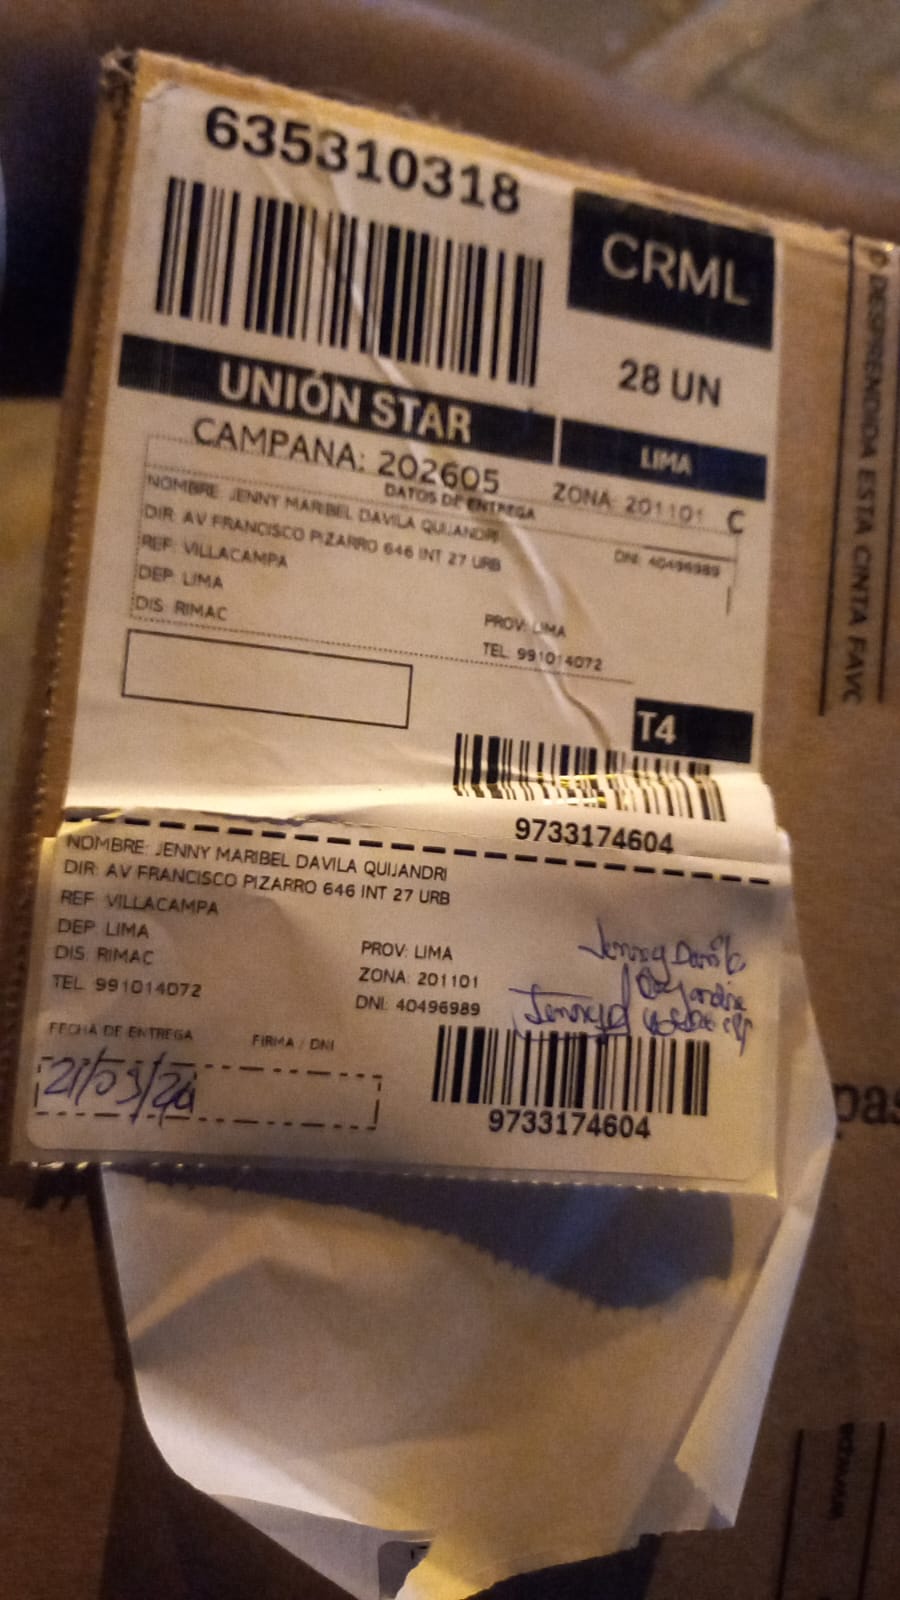 635310318
CRML
28 UN
UNIÓN STAR
LIMA
CAMPANA: 202605
ZONA: 201101 C
DATOS DE ENTREGA
NOMBRE: JENNY MARIBEL DAVILA QUIJANDRI
DNI: 40496989
DIR: AV FRANCISCO PIZARRO 646 INT 27 URB
REF: VILLACAMPA
DEP: LIMA
PROV: LIMA
DIS: RIMAC
TEL: 991014072
T4
9733174604
NOMBRE: JENNY MARIBEL DAVILA QUIJANDRI
DIR: AV FRANCISCO PIZARRO 646 INT 27 URB
REF: VILLACAMPA
DEP: LIMA
PROV: LIMA
DIS: RIMAC
ZONA: 201101
TEL: 991014072
DNI: 40496989
Jenny Davila
FECHA DE ENTREGA
FIRMA / DNI
9733174604
DESPRENDA ESTA CINTA